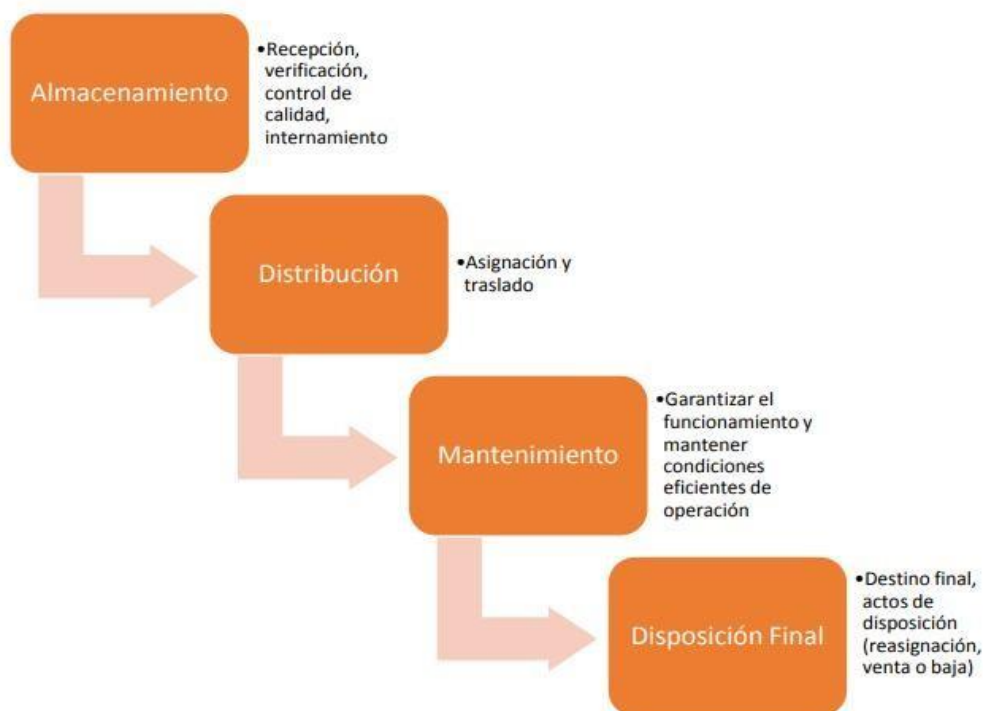 Almacenamiento
•Recepción,
verificación,
control de
calidad,
internamiento
Distribución
•Asignación y
traslado
Mantenimiento
•Garantizar el
funcionamiento y
mantener
condiciones
eficientes de
operación
Disposición Final
•Destino final,
actos de
disposición
(reasignación,
venta o baja)